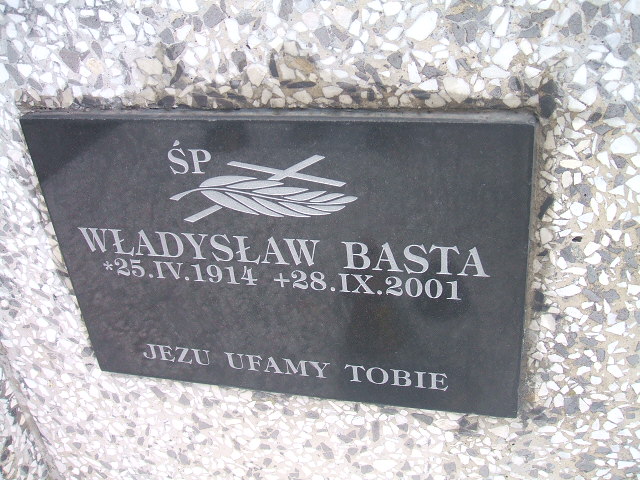 ŚP
WŁADYSŁAW BASTA
*25.IV.1914 +28.IX.2001
JEZU UFAMY TOBIE